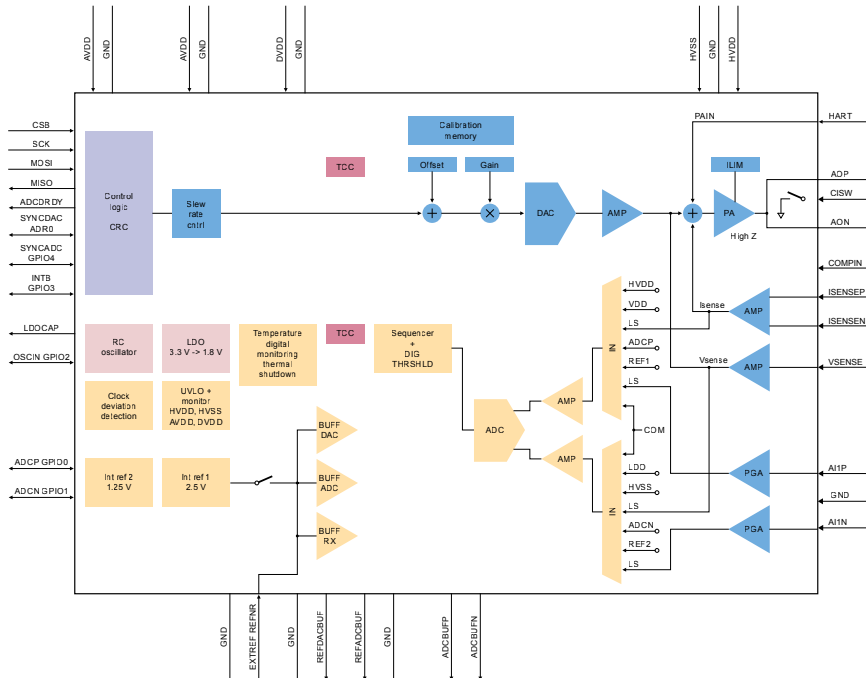 AVDD
GND
AVDD
GND
DVDD
GND
HVSS
GND
HVDD
CSB
SCK
MOSI
MISO
ADCDRDY
SYNCDAC
ADR0
SYNCADC
GPIO4
INTB
GPIO3
LDOCAP
OSCIN GPIO2
ADCP GPIO0
ADCN GPIO1
Control
logic
CRC
Slew
rate
cntrl
TCC
Calibration
memory
Offset
Gain
+
×
DAC
AMP
PAIN
+
ILIM
PA
High Z
HART
AOP
CISW
AON
COMPIN
ISENSEP
ISENSEN
VSENSE
AI1P
GND
AI1N
RC
oscillator
LDO
3.3 V -> 1.8 V
Temperature
digital
monitoring
thermal
shutdown
TCC
Sequencer
+
DIG
THRSHLD
Clock
deviation
detection
UVLO +
monitor
HVDD, HVSS
AVDD, DVDD
Int ref 2
1.25 V
Int ref 1
2.5 V
BUFF
DAC
BUFF
ADC
BUFF
RX
ADC
AMP
AMP
IN
IN
HVDD
VDD
LS
ADCP
REF1
LS
COM
LDO
HVSS
LS
ADCN
REF2
LS
Isense
Vsense
AMP
AMP
PGA
PGA
GND
EXTREF REFNR
GND
REFDACBUF
REFADCBUF
GND
ADCBUFP
ADCBUFN